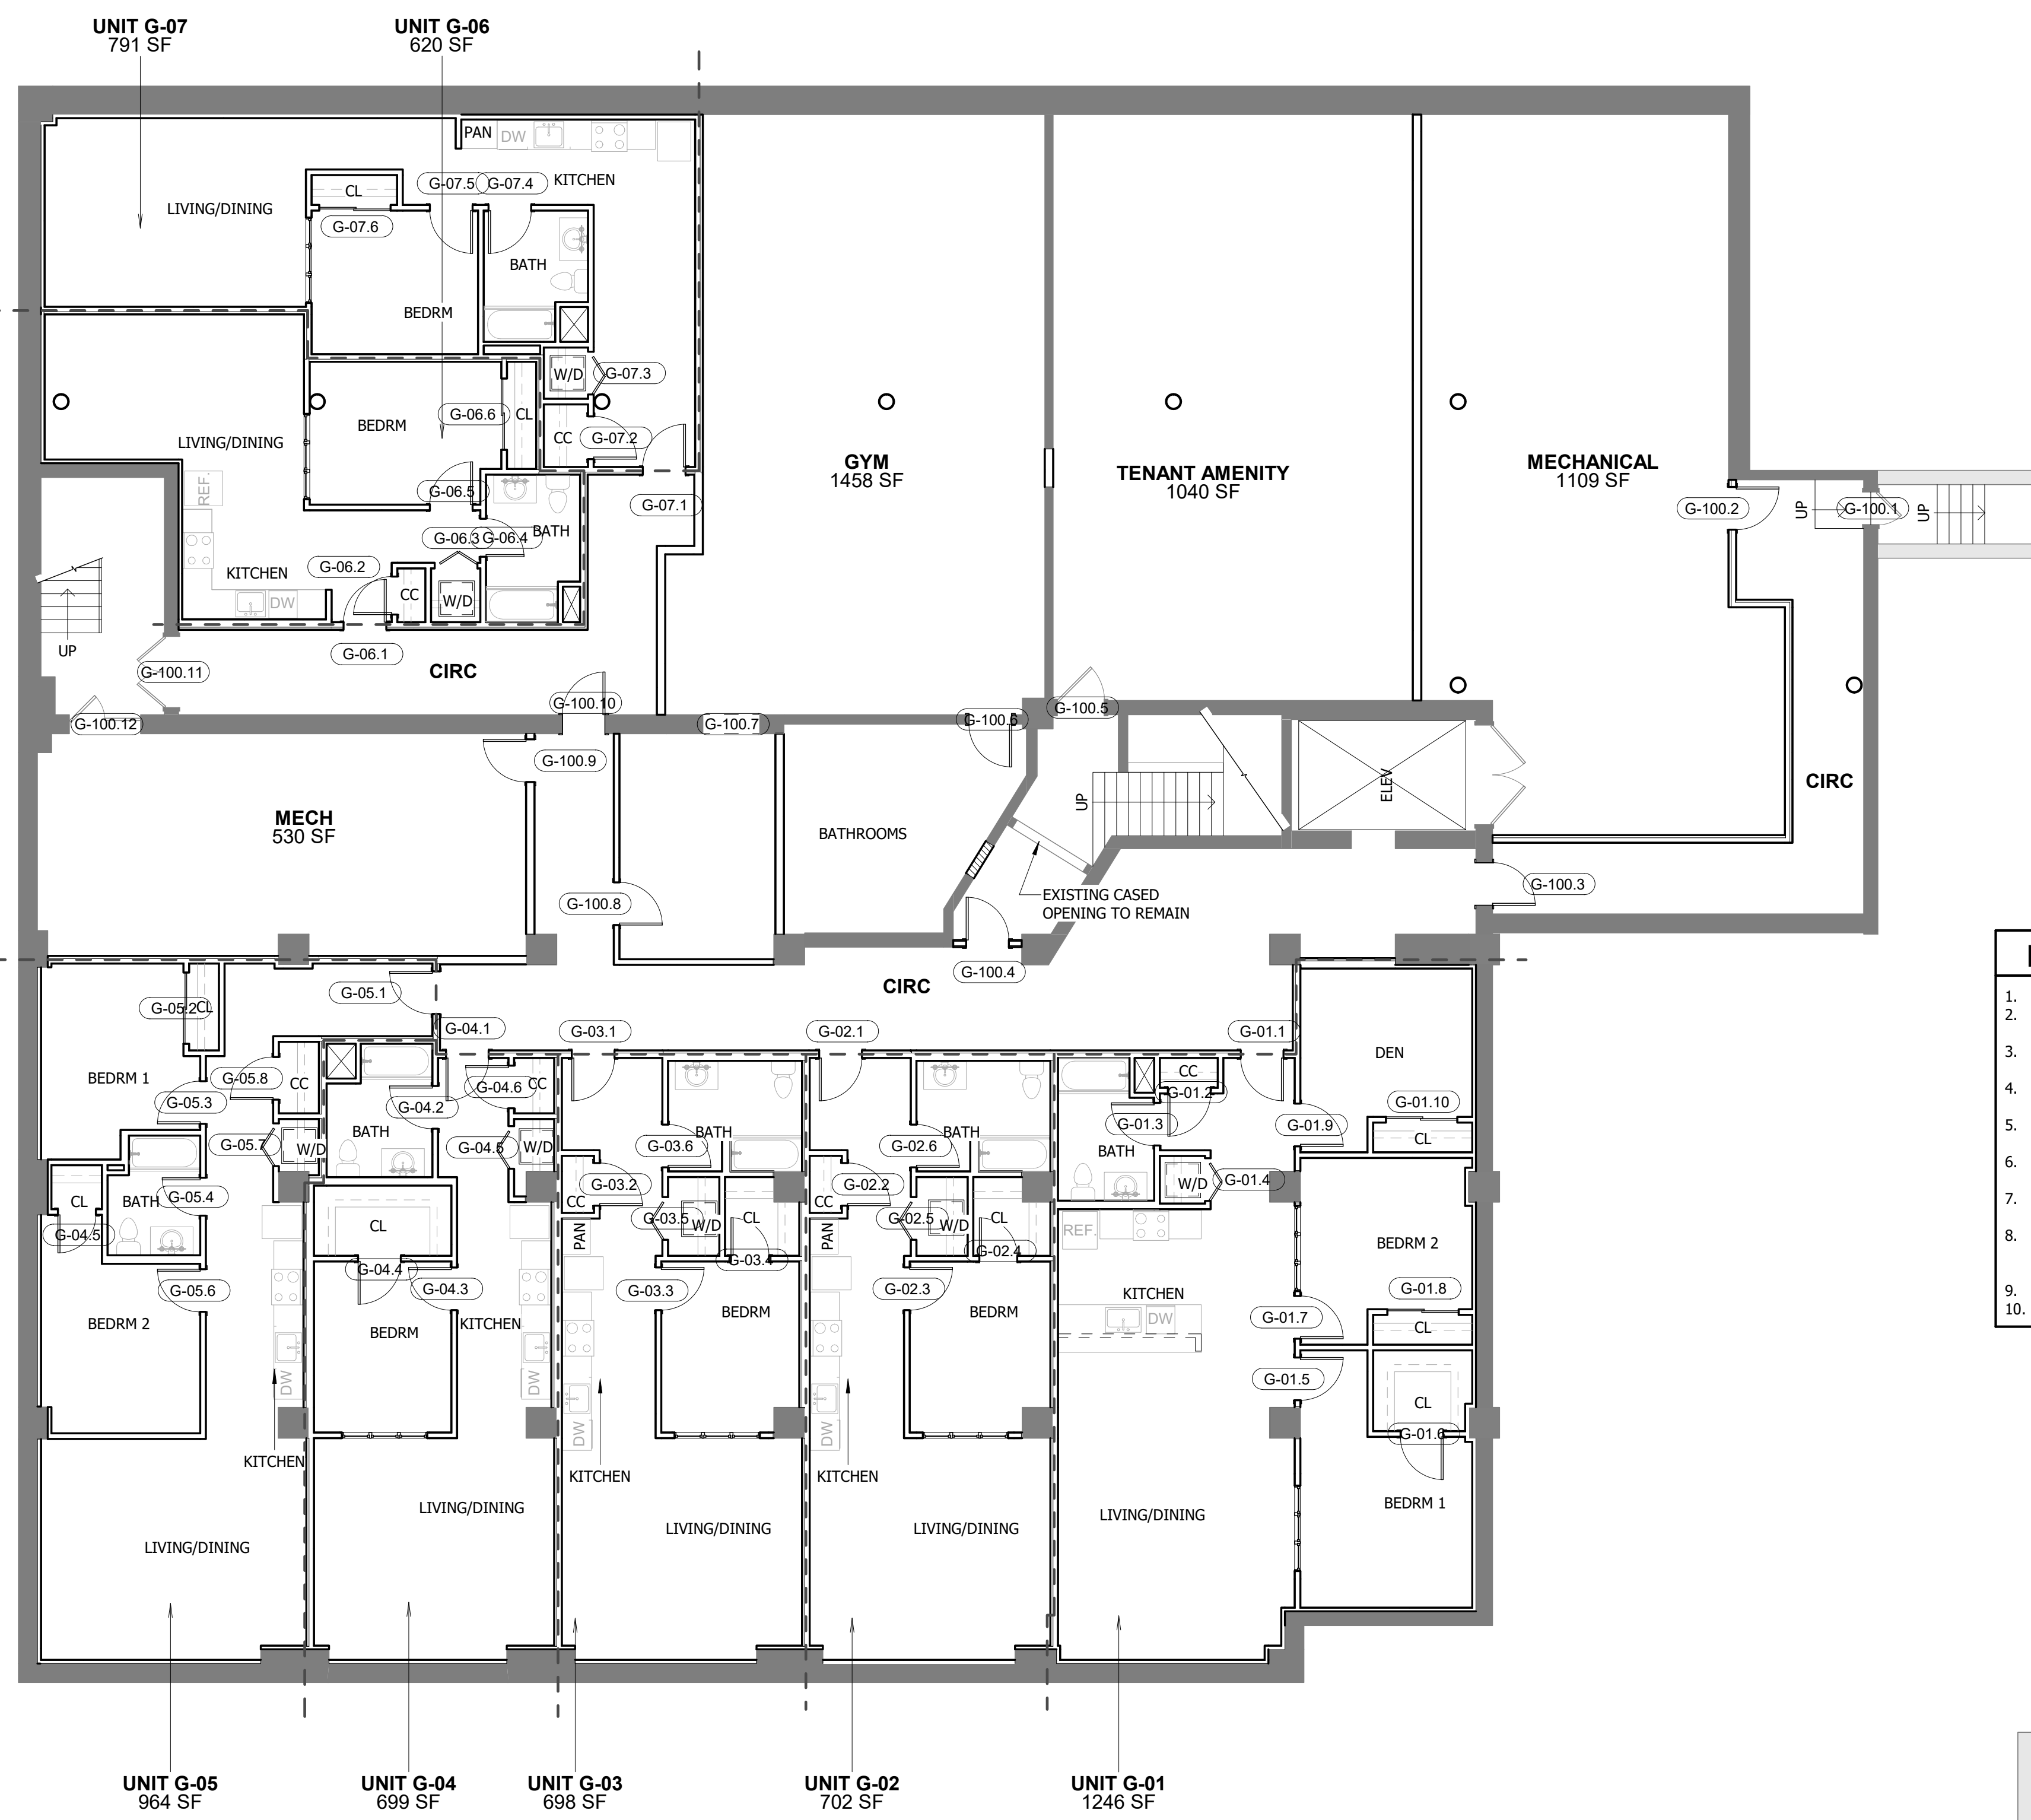 UNIT G-07
791 SF
UNIT G-06
620 SF
PAN
DW
CL
G-07.5
G-07.4
KITCHEN
LIVING/DINING
G-07.6
BATH
BEDRM
W/D
G-07.3
G-06.6
CL
BEDRM
CC
G-07.2
LIVING/DINING
REF.
G-06.5
G-07.1
BATH
G-06.3
G-06.4
G-06.2
KITCHEN
CC
W/D
DW
UP
G-06.1
G-100.11
CIRC
G-100.10
G-100.12
G-100.7
GYM
1458 SF
TENANT AMENITY
1040 SF
MECHANICAL
1109 SF
G-100.2
UP
G-100.1
UP
G-100.6
G-100.5
G-100.9
MECH
530 SF
BATHROOMS
UP
ELEV
CIRC
G-100.8
EXISTING CASED
OPENING TO REMAIN
G-100.3
G-100.4
CIRC
G-05.1
G-05.2
CL
G-04.1
G-03.1
G-02.1
G-01.1
DEN
BEDRM 1
G-05.8
CC
G-05.3
G-04.6
CC
G-04.2
CC
G-01.2
G-01.10
G-01.3
G-01.9
CL
G-05.7
W/D
BATH
G-04.5
W/D
G-03.6
BATH
G-02.6
BATH
BATH
W/D
G-01.4
CL
BATH
G-05.4
G-04.5
CL
G-03.2
CC
PAN
G-03.5
W/D
CL
G-03.4
G-02.2
CC
PAN
G-02.5
W/D
CL
G-02.4
REF.
BEDRM 2
G-05.6
G-04.4
G-04.3
G-03.3
G-02.3
G-01.8
KITCHEN
DW
G-01.7
CL
BEDRM 2
BEDRM
KITCHEN
BEDRM
BEDRM
DW
DW
DW
DW
G-01.5
CL
G-01.6
KITCHEN
KITCHEN
KITCHEN
LIVING/DINING
LIVING/DINING
LIVING/DINING
LIVING/DINING
LIVING/DINING
BEDRM 1
UNIT G-05
964 SF
UNIT G-04
699 SF
UNIT G-03
698 SF
UNIT G-02
702 SF
UNIT G-01
1246 SF
1.
2.
3.
4.
5.
6.
7.
8.
9.
10.